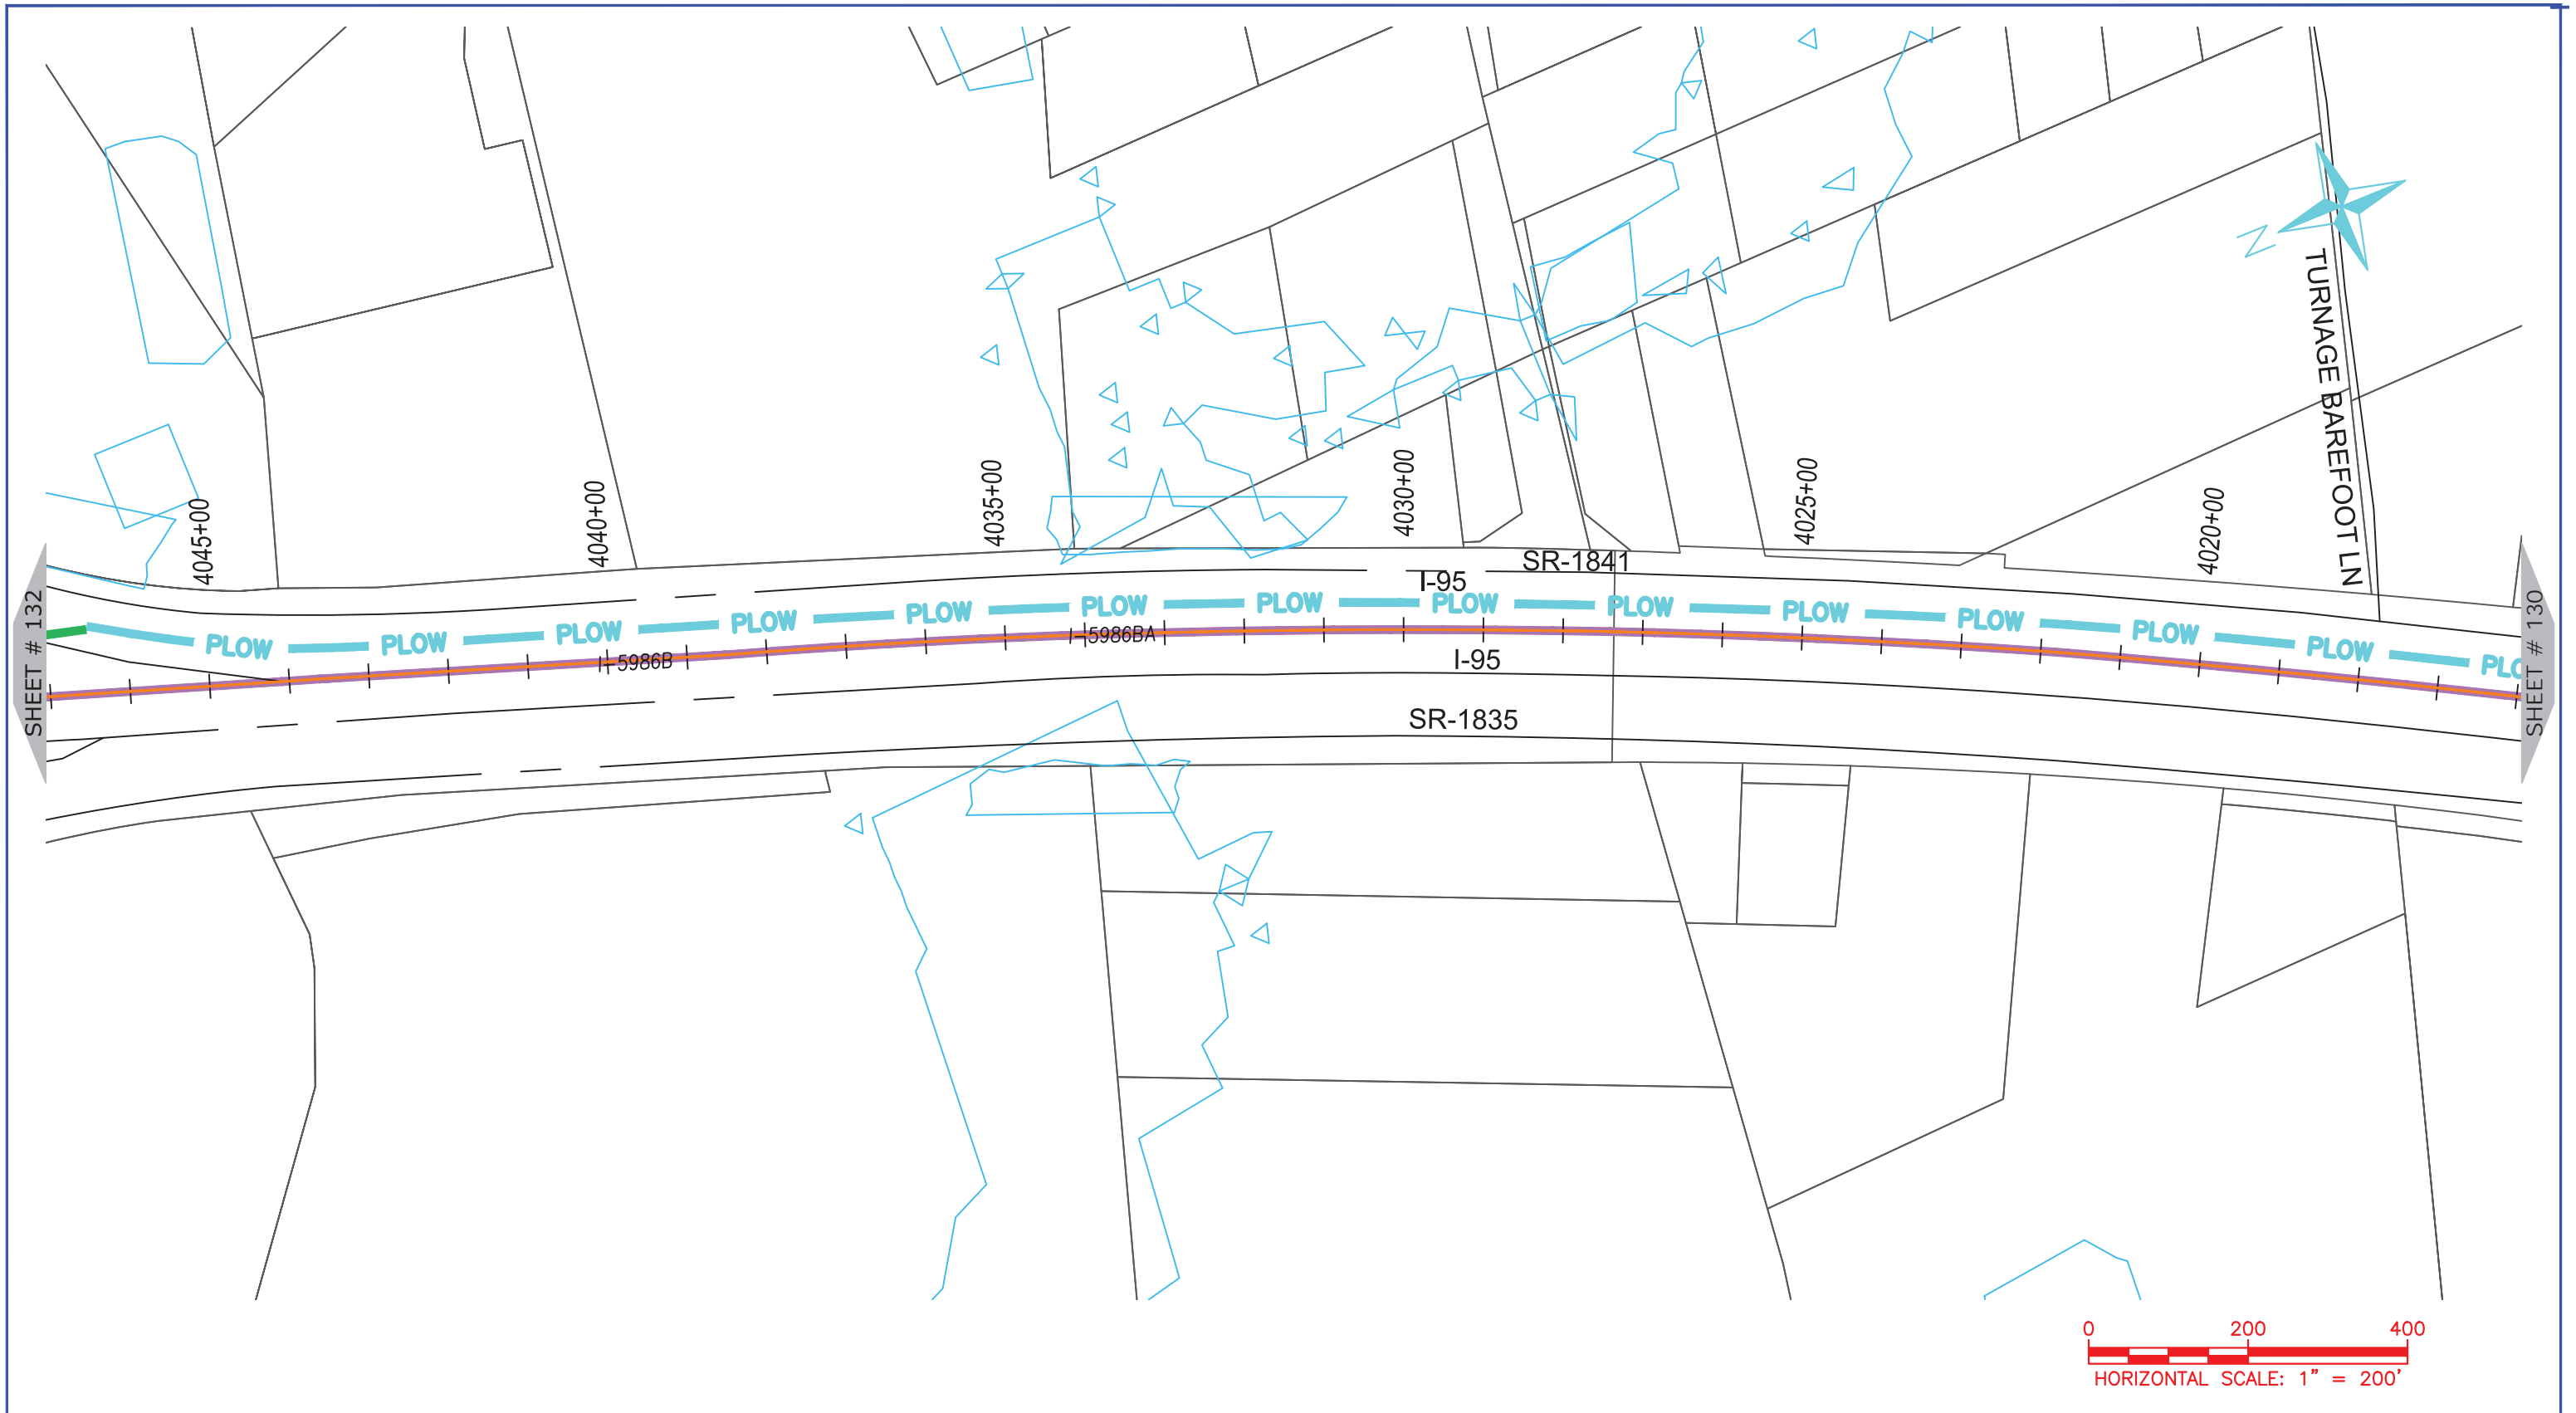 N
TURNAGE BAREFOOT LN
4045+00
4040+00
4035+00
4030+00
4025+00
4020+00
SR-1841
I-95
PLOW PLOW PLOW PLOW PLOW PLOW PLOW PLOW PLOW PLOW PLOW PLOW PLOW PLO
5986B
5986BA
I-95
SR-1835
SHEET # 132
SHEET # 130
0 200 400
HORIZONTAL SCALE: 1" = 200'